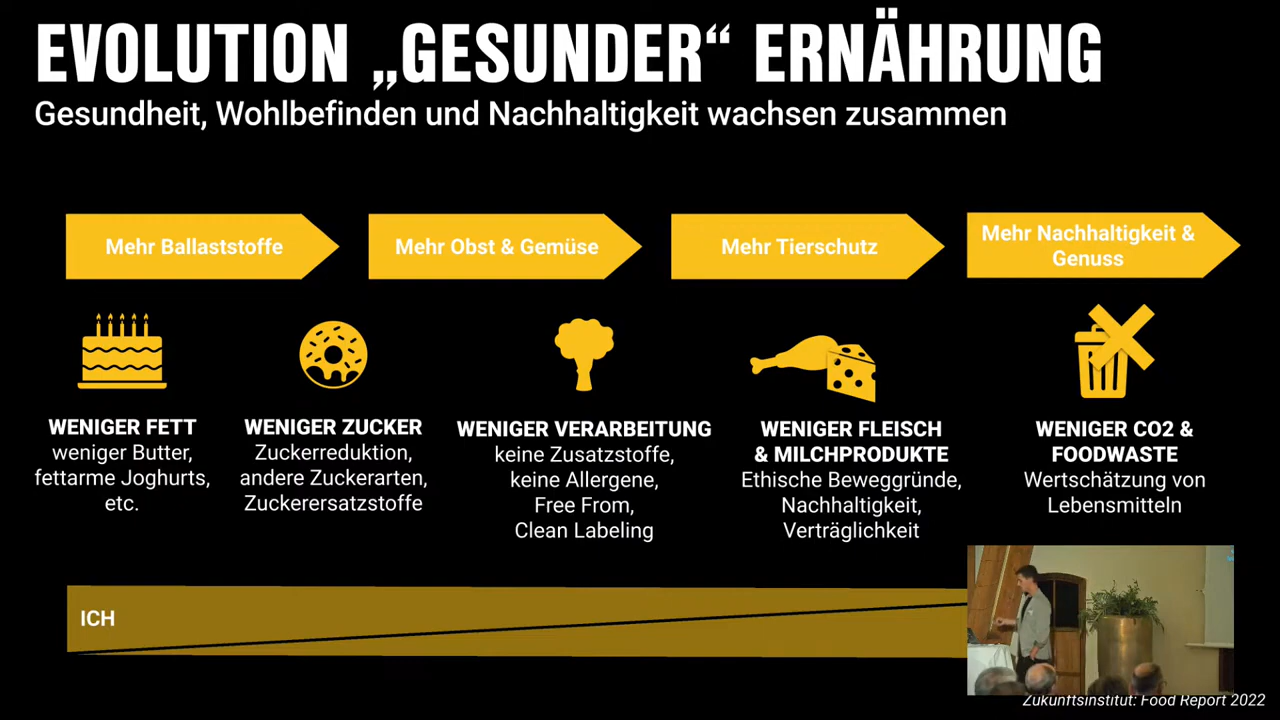 EVOLUTION „GESUNDER“ ERNÄHRUNG
Gesundheit, Wohlbefinden und Nachhaltigkeit wachsen zusammen
Mehr Ballaststoffe
Mehr Obst & Gemüse
Mehr Tierschutz
Mehr Nachhaltigkeit &
Genuss
WENIGER FETT
weniger Butter,
fettarme Joghurts,
etc.
WENIGER ZUCKER
Zuckerreduktion,
andere Zuckerarten,
Zuckerersatzstoffe
WENIGER VERARBEITUNG
keine Zusatzstoffe,
keine Allergene,
Free From,
Clean Labeling
WENIGER FLEISCH
& MILCHPRODUKTE
Ethische Beweggründe,
Nachhaltigkeit,
Verträglichkeit
WENIGER CO2 &
FOODWASTE
Wertschätzung von
Lebensmitteln
ICH
Zukunftsinstitut: Food Report 2022